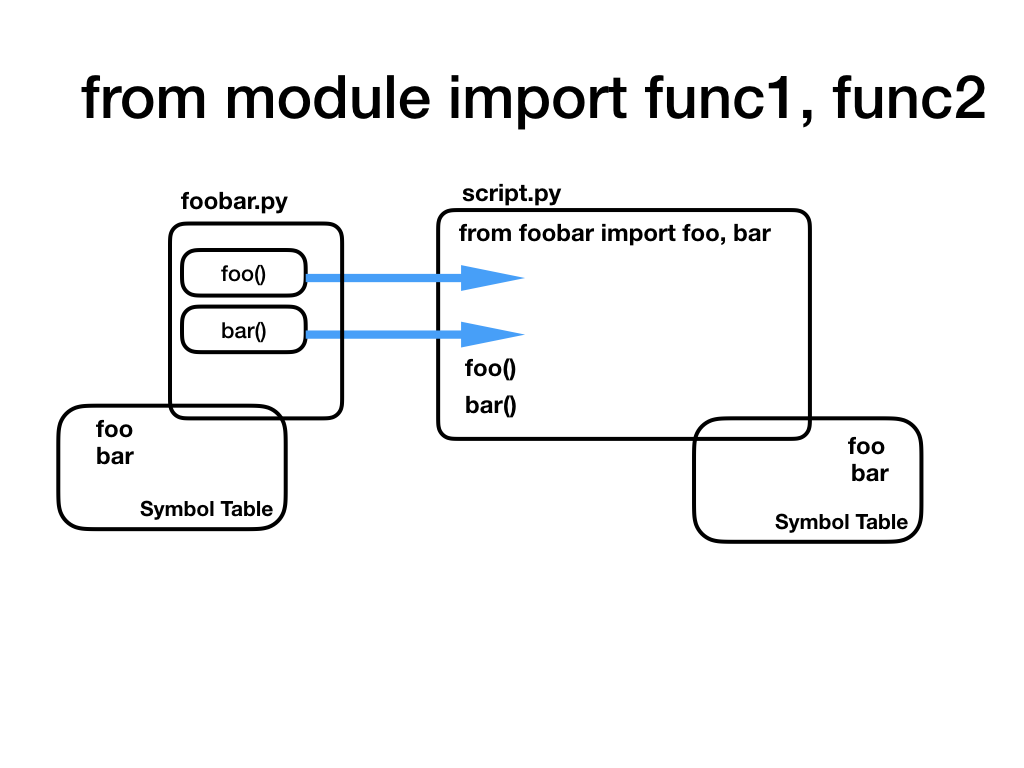 from module import func1, func2
foobar.py
foo()
bar()
foo
bar
Symbol Table
script.py
from foobar import foo, bar
foo()
bar()
foo
bar
Symbol Table